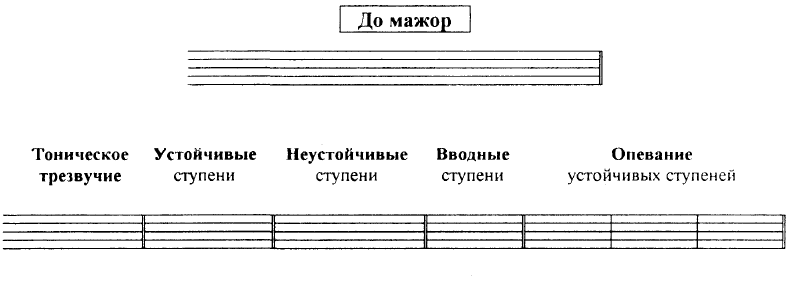 До мажор
Тоническое Устойчивые Неустойчивые Вводные Опевание
трезвучие ступени ступени ступени устойчивых ступеней